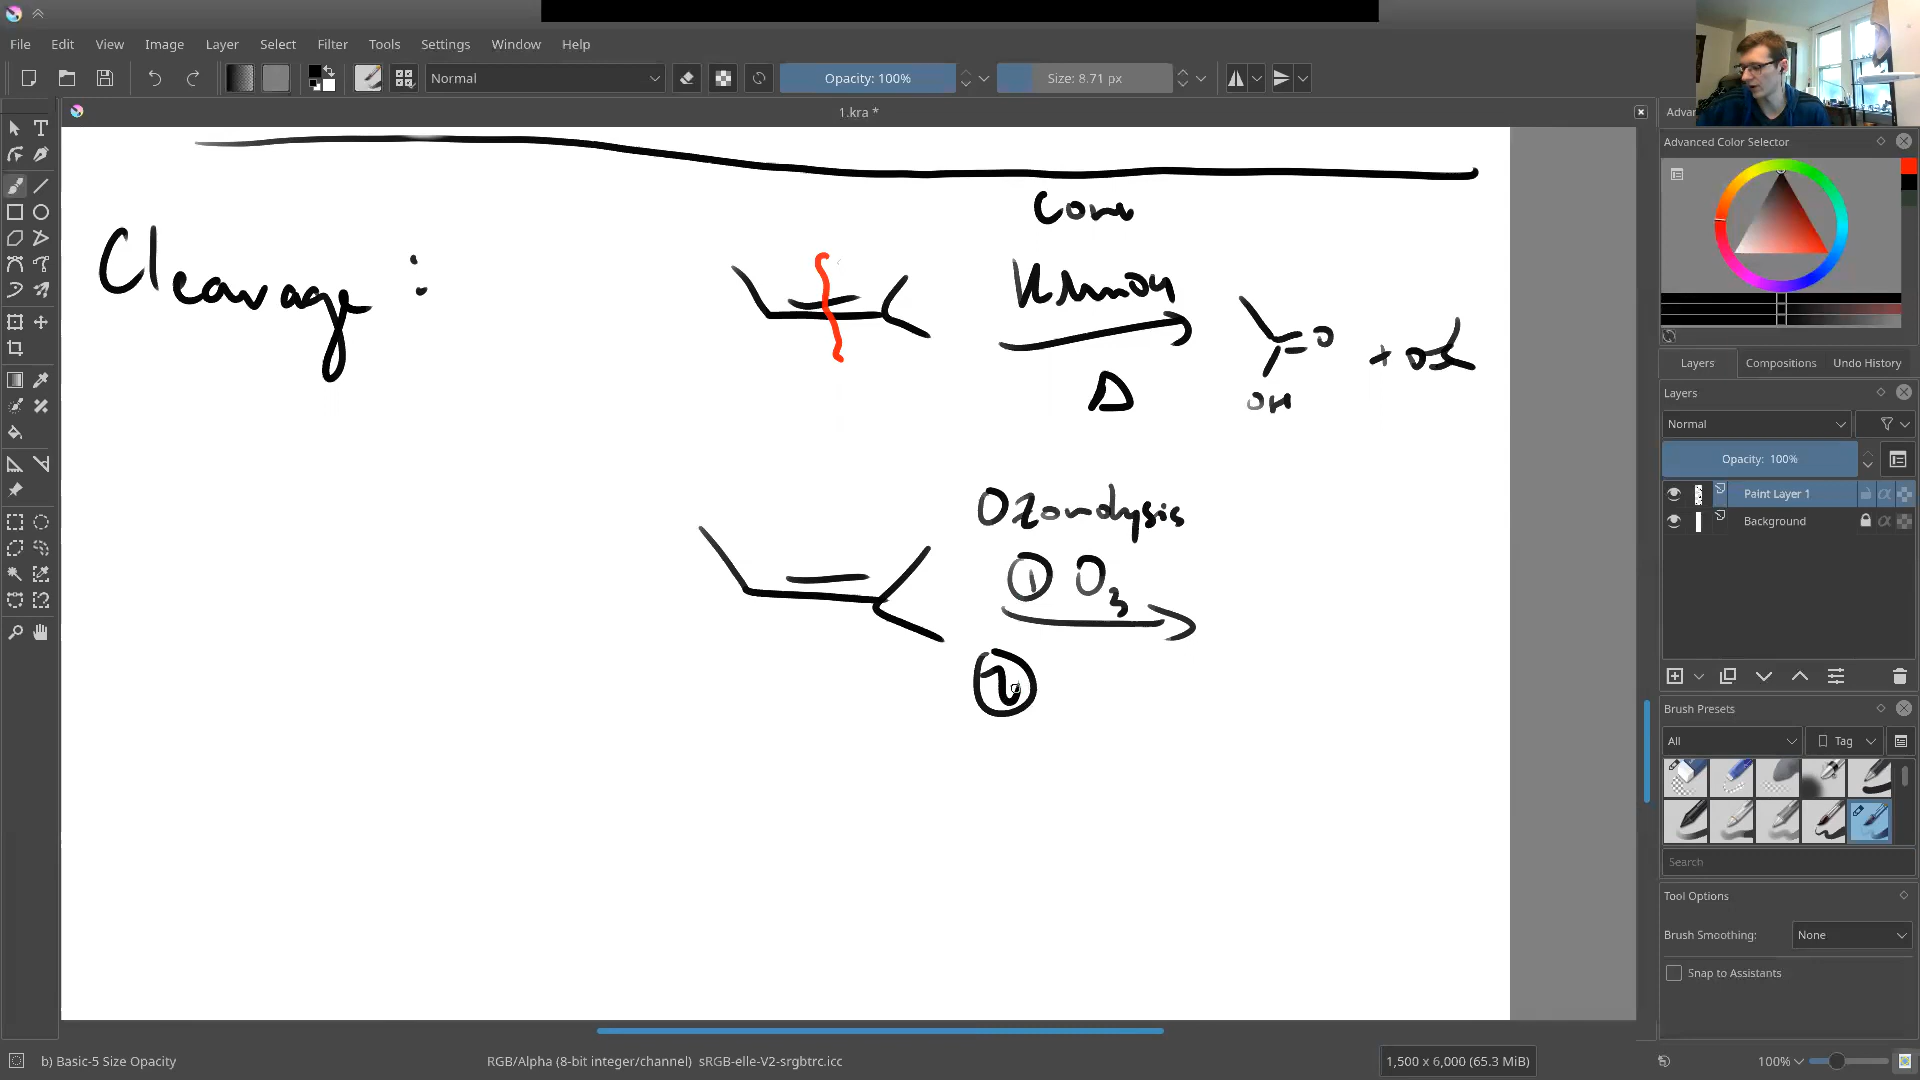 File Edit View Image Layer Select Filter Tools Settings Window Help
Normal
Opacity: 100%
Size: 8.71 px
1.kra *
Advanced Color Selector
Cleavage :
Conc
KMnO4
Δ
O
OH
+ O
Ozonolysis
① O3
②
Layers Compositions Undo History
Layers
Normal
Opacity: 100%
Paint Layer 1
Background
Brush Presets
All
Tag
Search
Tool Options
Brush Smoothing: None
Snap to Assistants
b) Basic-5 Size Opacity
RGB/Alpha (8-bit integer/channel) sRGB-elle-V2-srgbtrc.icc
1,500 x 6,000 (65.3 MiB)
100%